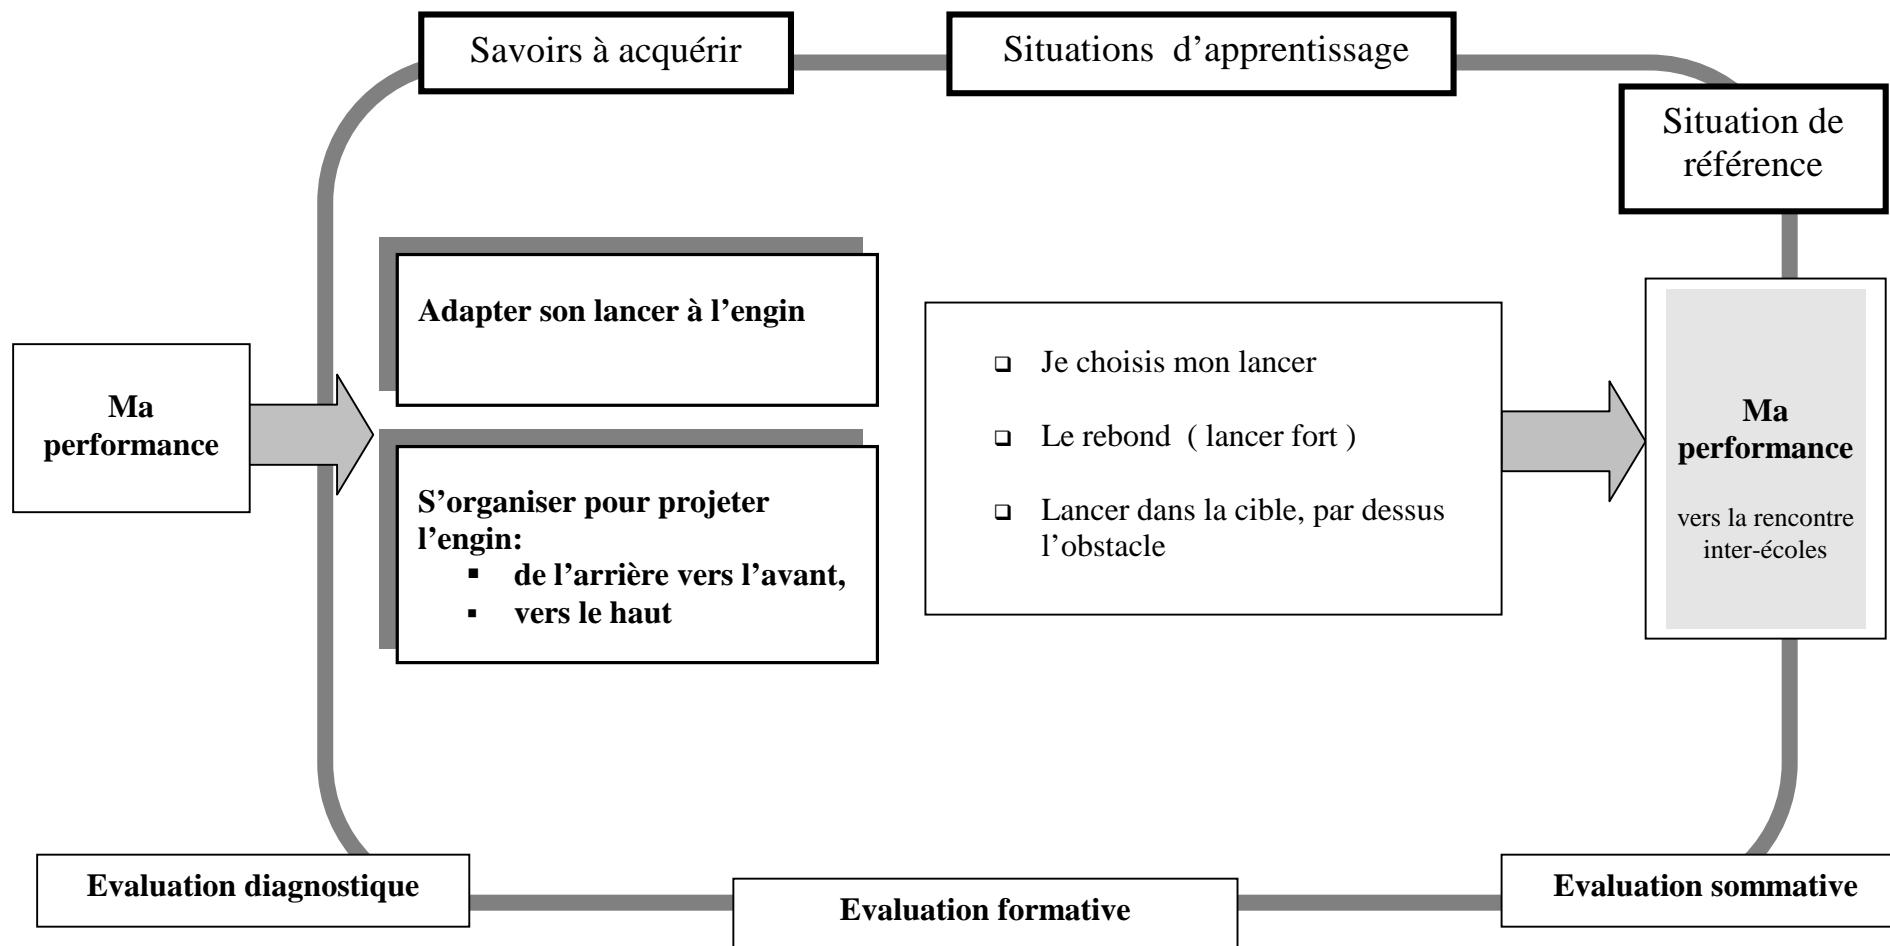 Savoirs à acquérir
Situations d’apprentissage
Situation de
référence
Ma
performance
Adapter son lancer à l’engin
S’organiser pour projeter
l’engin:
▪ de l’arrière vers l’avant,
▪ vers le haut
❑ Je choisis mon lancer
❑ Le rebond ( lancer fort )
❑ Lancer dans la cible, par dessus
l’obstacle
Ma
performance
vers la rencontre
inter-écoles
Evaluation diagnostique
Evaluation formative
Evaluation sommative